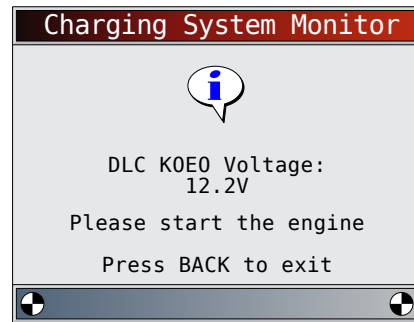 Charging System Monitor
i
DLC KOEO Voltage:
12.2V
Please start the engine
Press BACK to exit